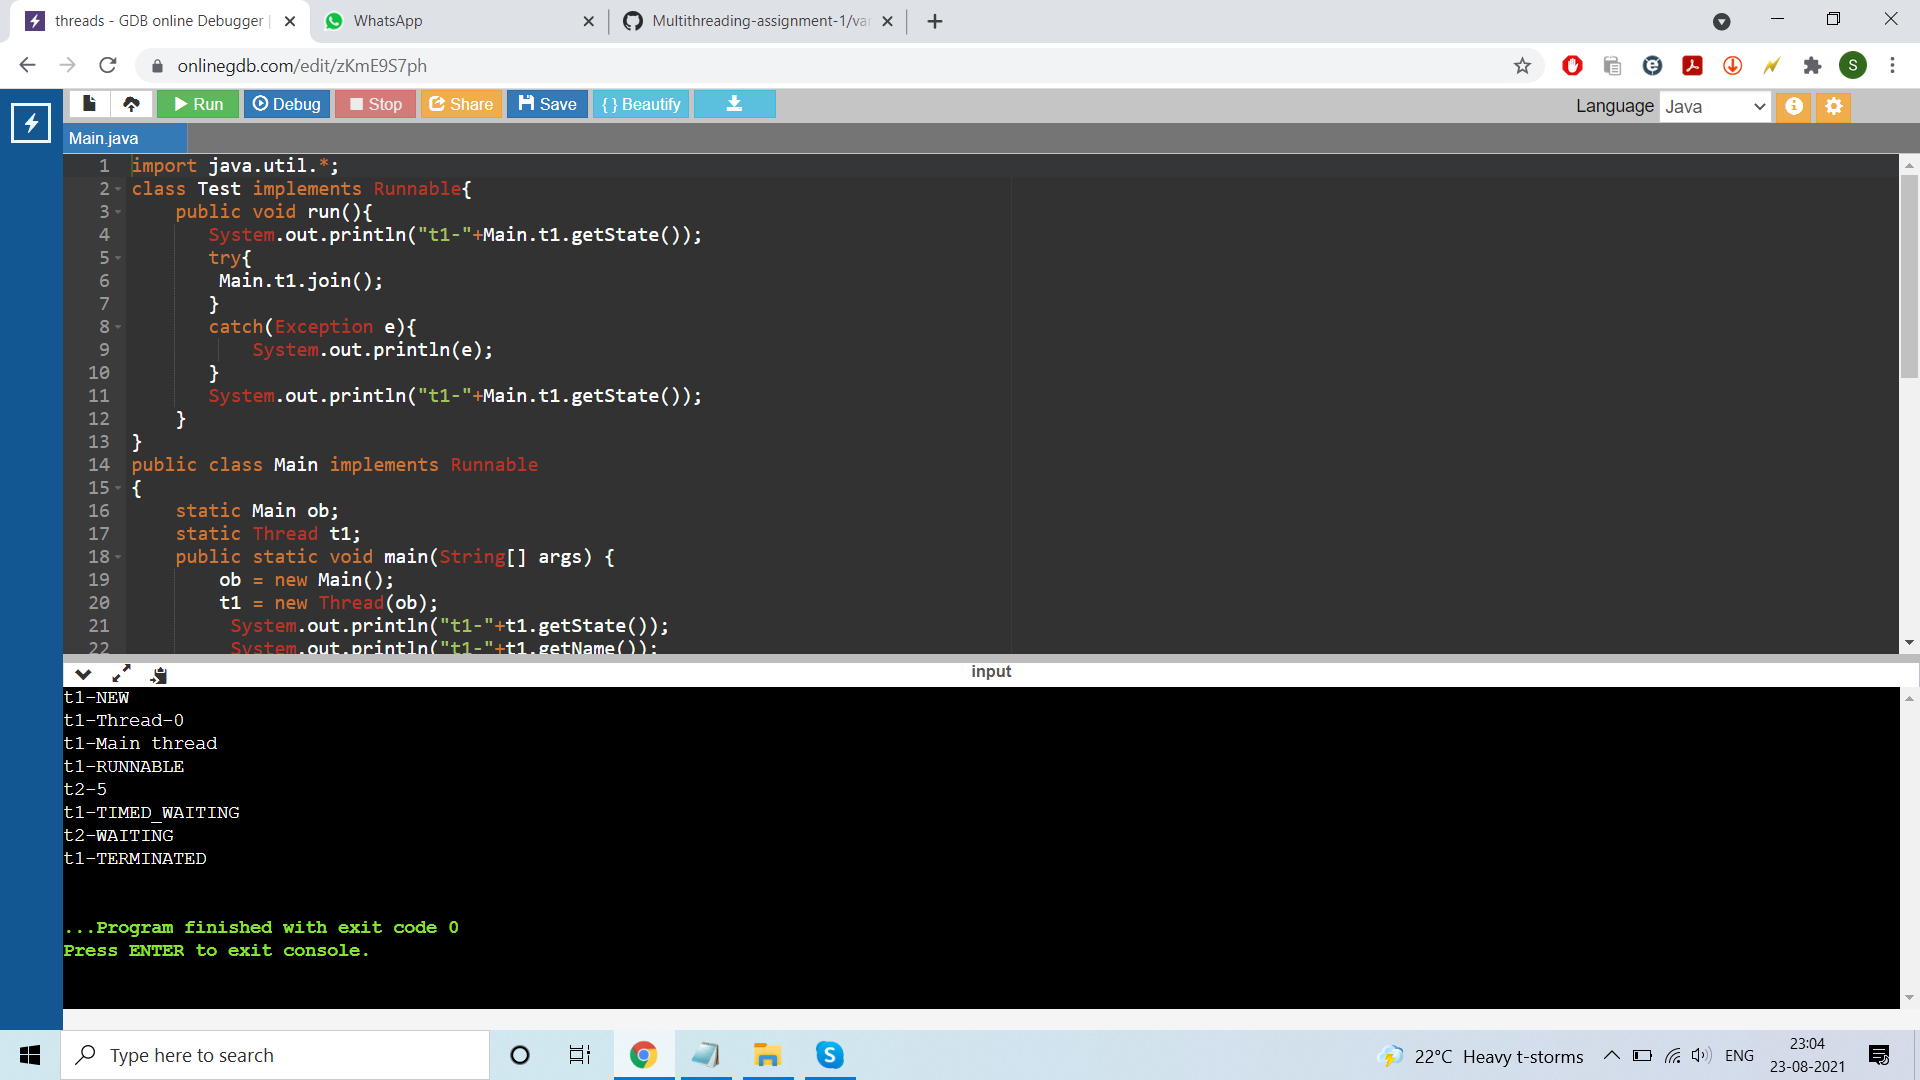 threads - GDB online Debugger |
WhatsApp
Multithreading-assignment-1/va
onlinegdb.com/edit/zKmE9S7ph
S
Run
Debug
Stop
Share
Save
{ } Beautify
Language
Java
Main.java
1 import java.util.*;
2 class Test implements Runnable{
3 public void run(){
4 System.out.println("t1-"+Main.t1.getState());
5 try{
6 Main.t1.join();
7 }
8 catch(Exception e){
9 System.out.println(e);
10 }
11 System.out.println("t1-"+Main.t1.getState());
12 }
13 }
14 public class Main implements Runnable
15 {
16 static Main ob;
17 static Thread t1;
18 public static void main(String[] args) {
19 ob = new Main();
20 t1 = new Thread(ob);
21 System.out.println("t1-"+t1.getState());
22 System.out.println("t1-"+t1.getName());
input
t1-NEW
t1-Thread-0
t1-Main thread
t1-RUNNABLE
t2-5
t1-TIMED_WAITING
t2-WAITING
t1-TERMINATED
...Program finished with exit code 0
Press ENTER to exit console.
Type here to search
22°C Heavy t-storms
ENG
23:04
23-08-2021